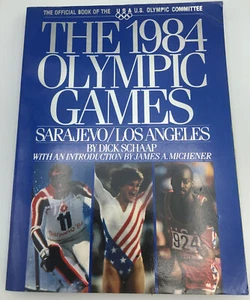 THE OFFICIAL BOOK OF THE USA U.S. OLYMPIC COMMITTEE
THE 1984
OLYMPIC
GAMES
SARAJEVO/LOS ANGELES
BY DICK SCHAAP
WITH AN INTRODUCTION BY JAMES A. MICHENER
11
924